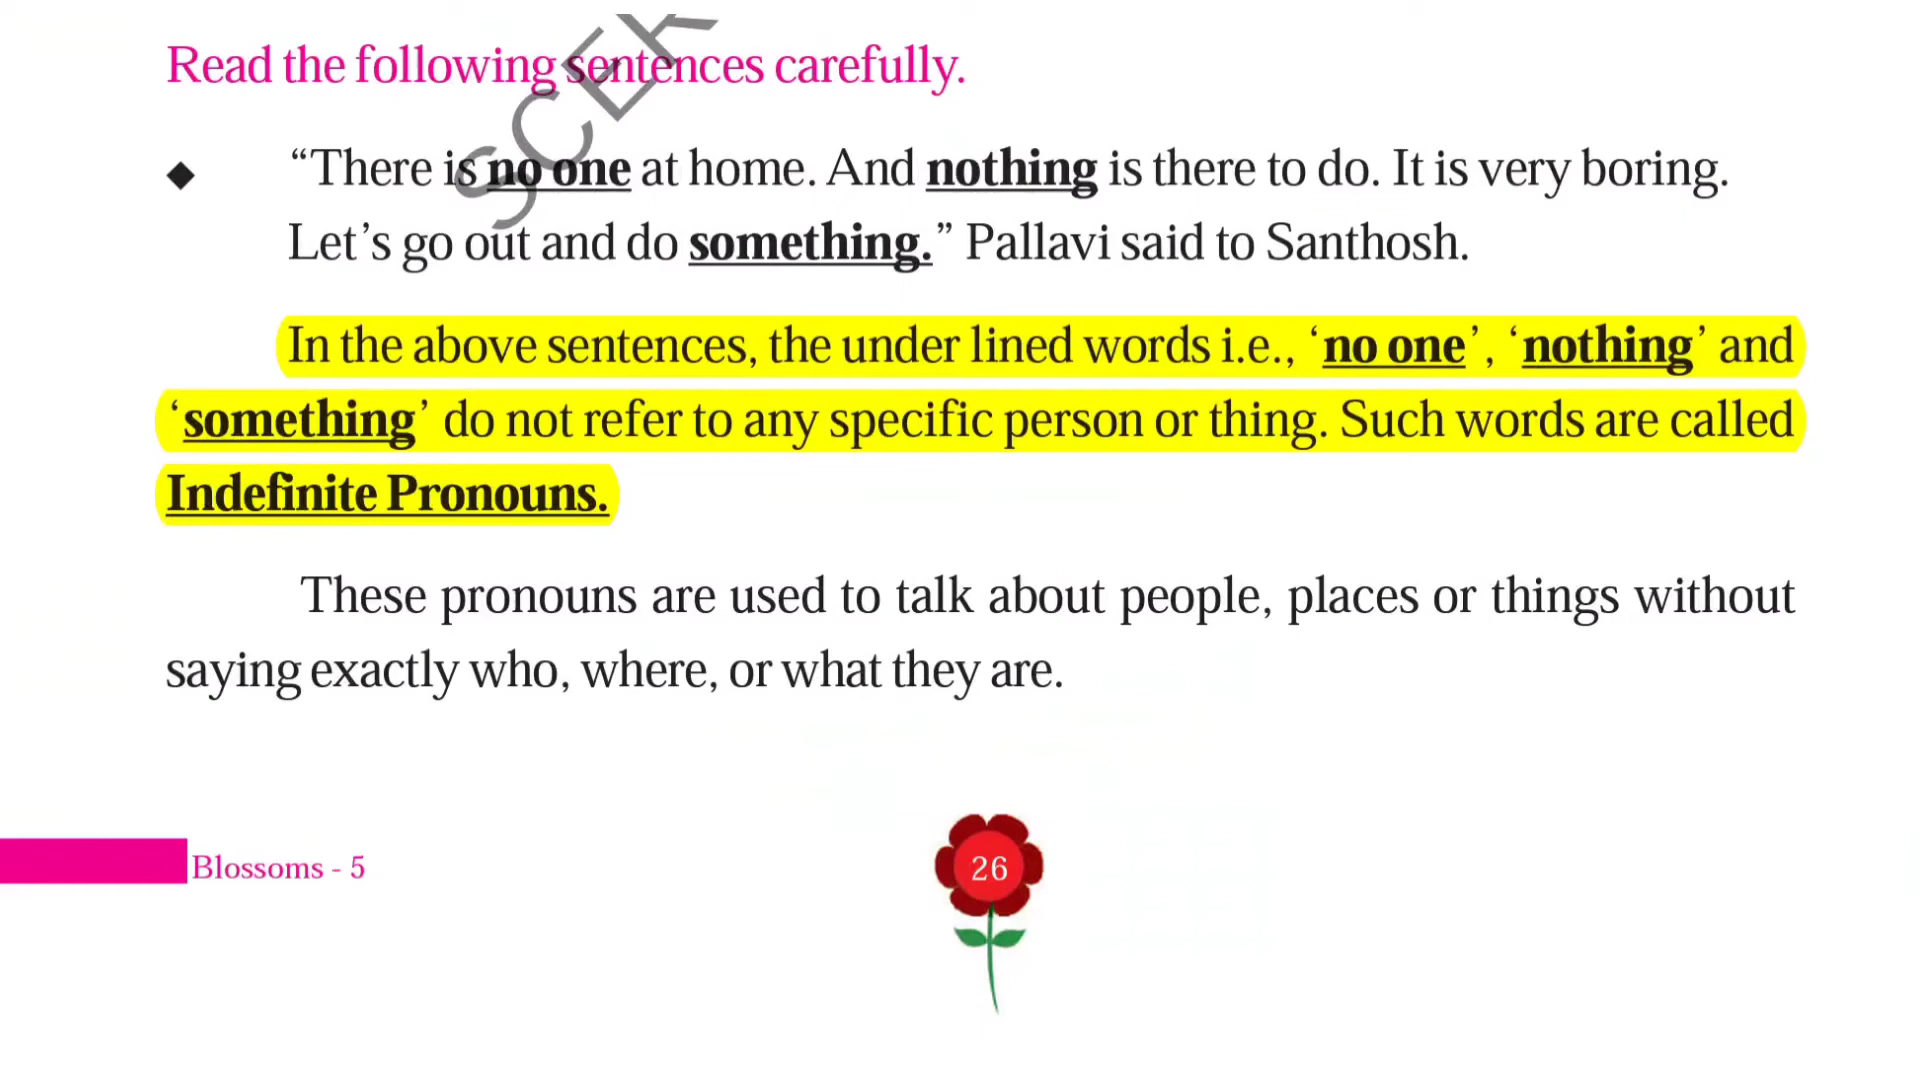 Read the following sentences carefully.
SCER
◆ “There is no one at home. And nothing is there to do. It is very boring.
Let’s go out and do something.” Pallavi said to Santhosh.
In the above sentences, the under lined words i.e., ‘no one’, ‘nothing’ and
‘something’ do not refer to any specific person or thing. Such words are called
Indefinite Pronouns.
These pronouns are used to talk about people, places or things without
saying exactly who, where, or what they are.
Blossoms - 5
26